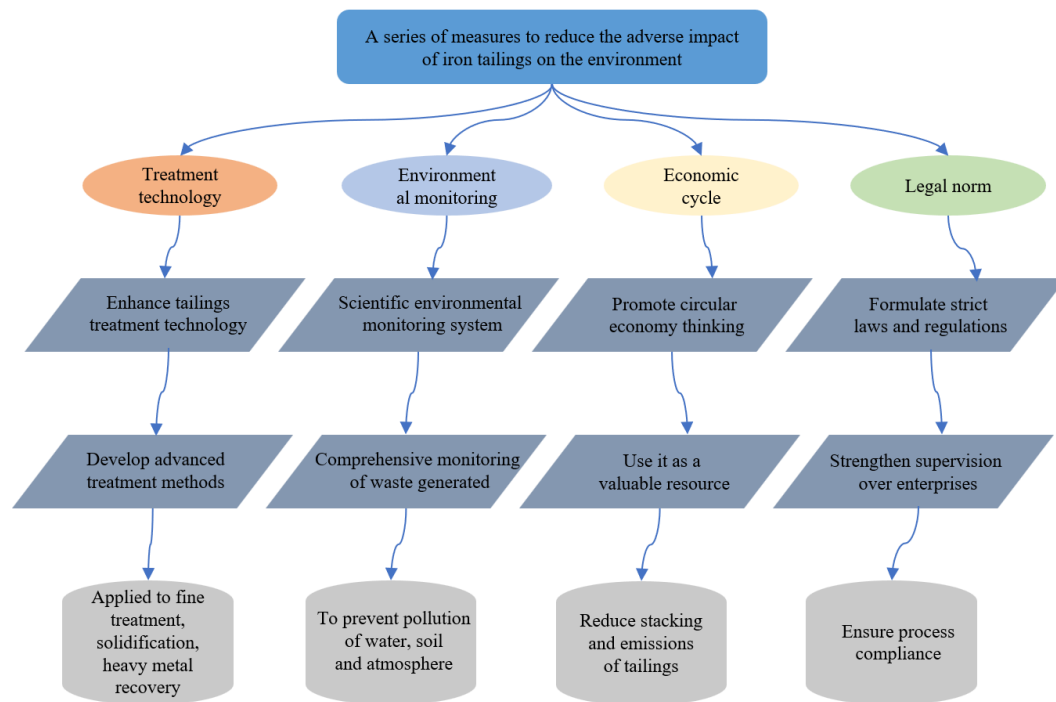 A series of measures to reduce the adverse impact
of iron tailings on the environment
Treatment
technology
Environment
al monitoring
Economic
cycle
Legal norm
Enhance tailings
treatment technology
Scientific environmental
monitoring system
Promote circular
economy thinking
Formulate strict
laws and regulations
Develop advanced
treatment methods
Comprehensive monitoring
of waste generated
Use it as a
valuable resource
Strengthen supervision
over enterprises
Applied to fine
treatment,
solidification,
heavy metal
recovery
To prevent pollution
of water, soil
and atmosphere
Reduce stacking
and emissions
of tailings
Ensure process
compliance